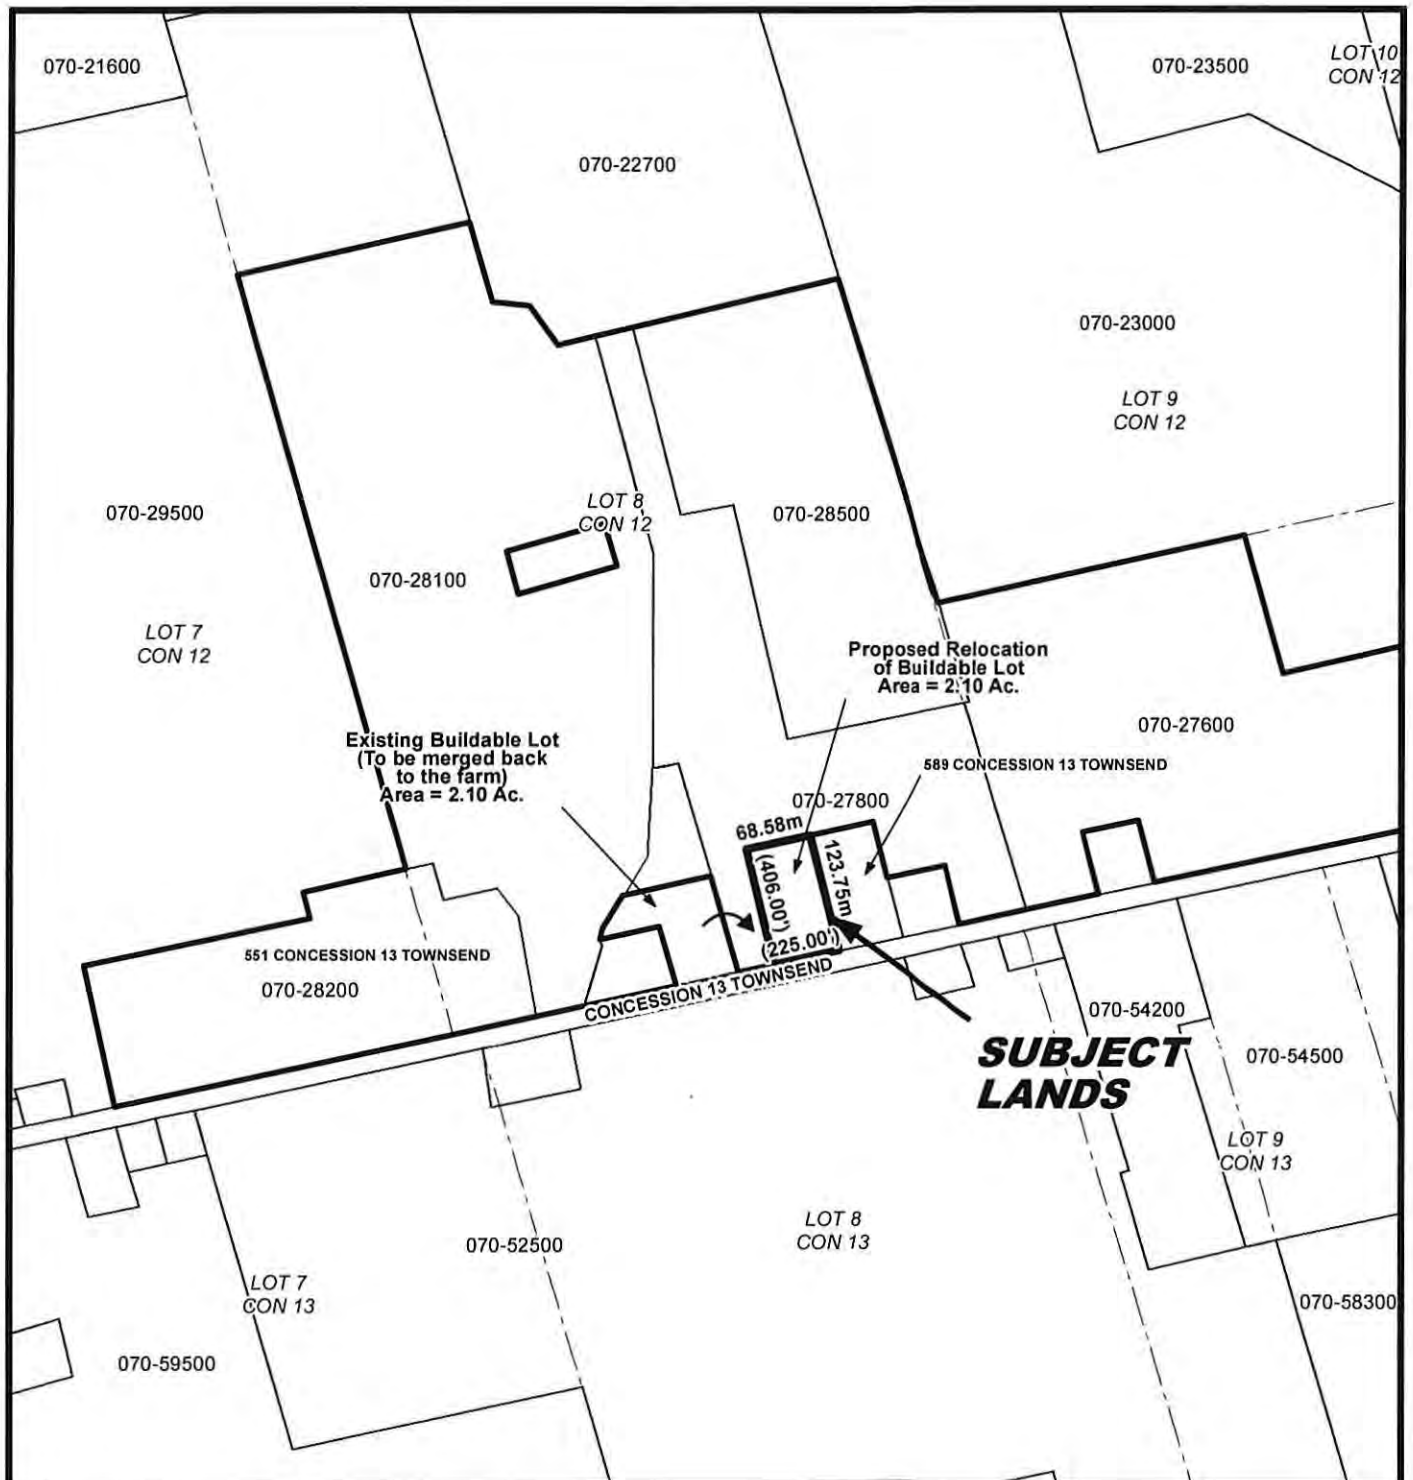 070-21600
070-23500
LOT 10
CON 12
070-22700
070-23000
LOT 9
CON 12
070-29500
LOT 8
CON 12
070-28500
070-28100
LOT 7
CON 12
Proposed Relocation
of Buildable Lot
Area = 2.10 Ac.
070-27600
Existing Buildable Lot
(To be merged back
to the farm)
Area = 2.10 Ac.
589 CONCESSION 13 TOWNSEND
070-27800
68.58m
(406.00')
123.75m
(225.00')
551 CONCESSION 13 TOWNSEND
070-28200
CONCESSION 13 TOWNSEND
070-54200
SUBJECT
LANDS
070-54500
LOT 9
CON 13
LOT 8
CON 13
070-52500
LOT 7
CON 13
070-58300
070-59500